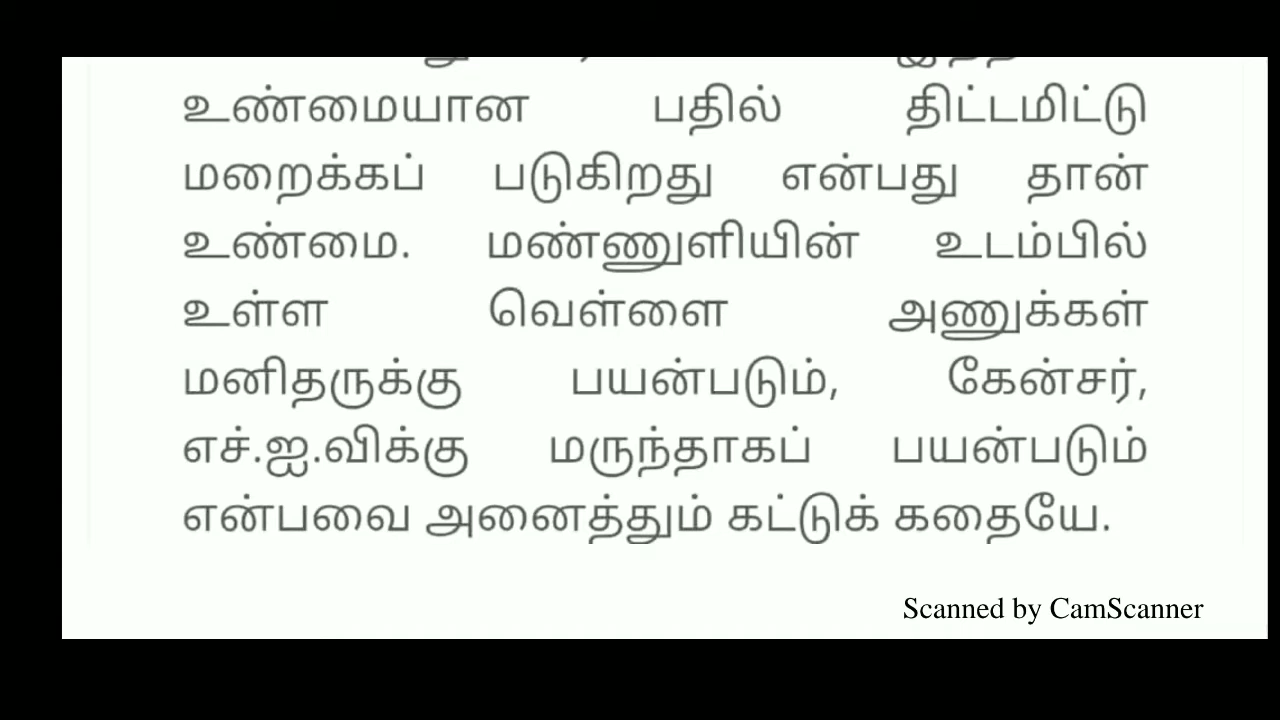 உண்மையான பதில் திட்டமிட்டு
மறைக்கப் படுகிறது என்பது தான்
உண்மை. மண்ணுளியின் உடம்பில்
உள்ள வெள்ளை அணுக்கள்
மனிதருக்கு பயன்படும், கேன்சர்,
எச்.ஐ.விக்கு மருந்தாகப் பயன்படும்
என்பவை அனைத்தும் கட்டுக் கதையே.
Scanned by CamScanner